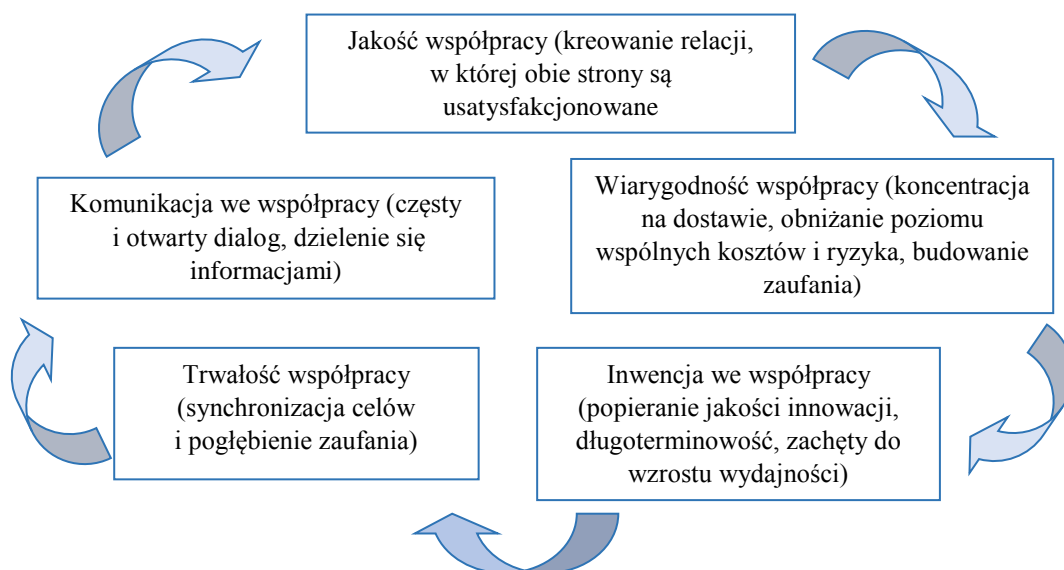 Jakość współpracy (kreowanie relacji,
w której obie strony są
usatysfakcjonowane
Komunikacja we współpracy (częsty
i otwarty dialog, dzielenie się
informacjami)
Wiarygodność współpracy (koncentracja
na dostawie, obniżanie poziomu
wspólnych kosztów i ryzyka, budowanie
zaufania)
Trwałość współpracy
(synchronizacja celów
i pogłębienie zaufania)
Inwencja we współpracy
(popieranie jakości innowacji,
długoterminowość, zachęty do
wzrostu wydajności)